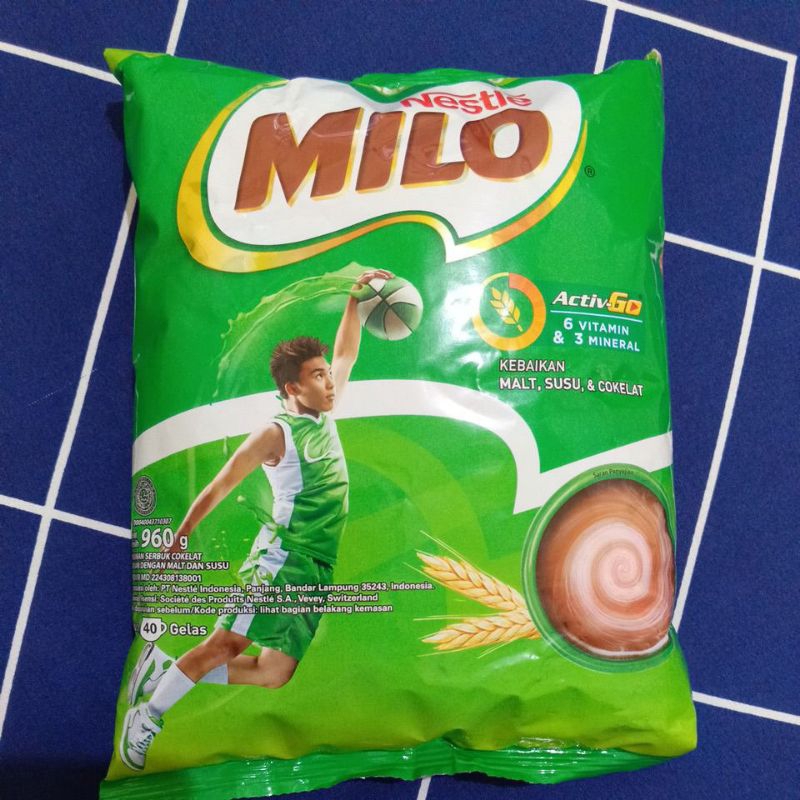 Nestlé
MILO
®
Activ-Go
6 VITAMIN
& 3 MINERAL
KEBAIKAN
MALT, SUSU, & COKELAT
Saran Penyajian
960 g
SERBUK COKELAT
DENGAN MALT DAN SUSU
MD 224308138001
oleh: PT Nestlé Indonesia, Panjang, Bandar Lampung 35243, Indonesia.
Société des Produits Nestlé S.A., Vevey, Switzerland
sebelum/Kode produksi: lihat bagian belakang kemasan
40 Gelas